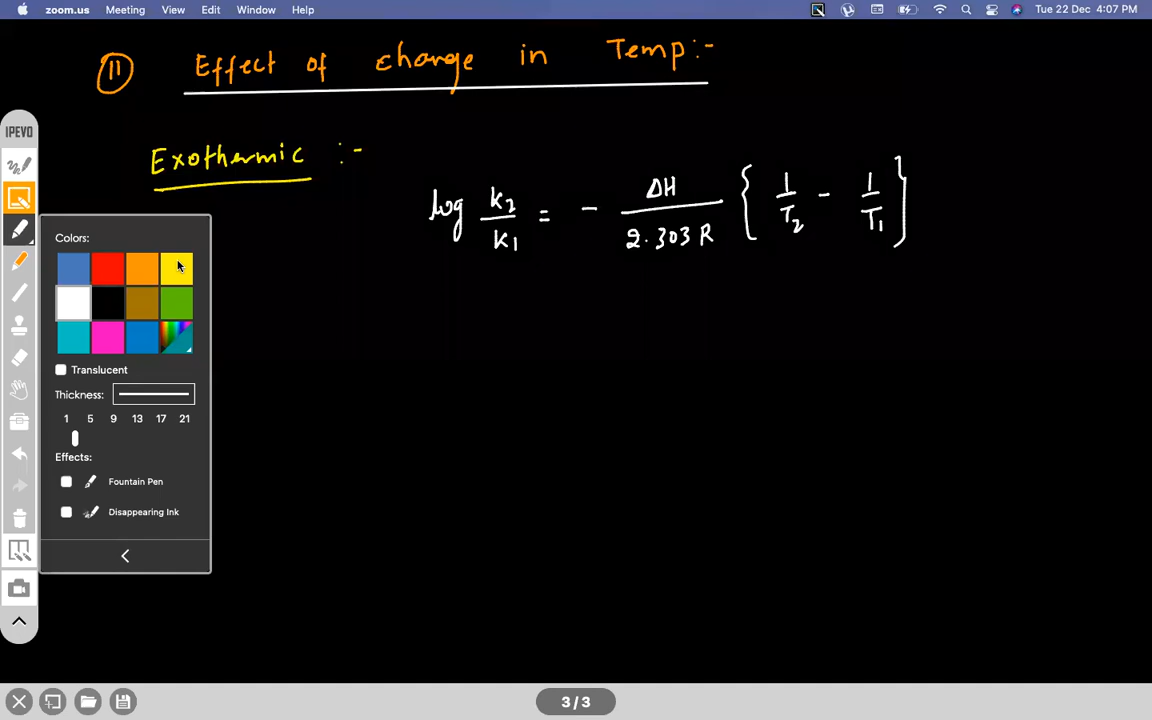 zoom.us Meeting View Edit Window Help Tue 22 Dec 4:07 PM
11 Effect of change in Temp:-
IPEVO
Exothermic :-
log K2/K1 = - ΔH/2.303 R { 1/T2 - 1/T1 }
Colors:
Translucent
Thickness:
1 5 9 13 17 21
Effects:
Fountain Pen
Disappearing Ink
3 / 3